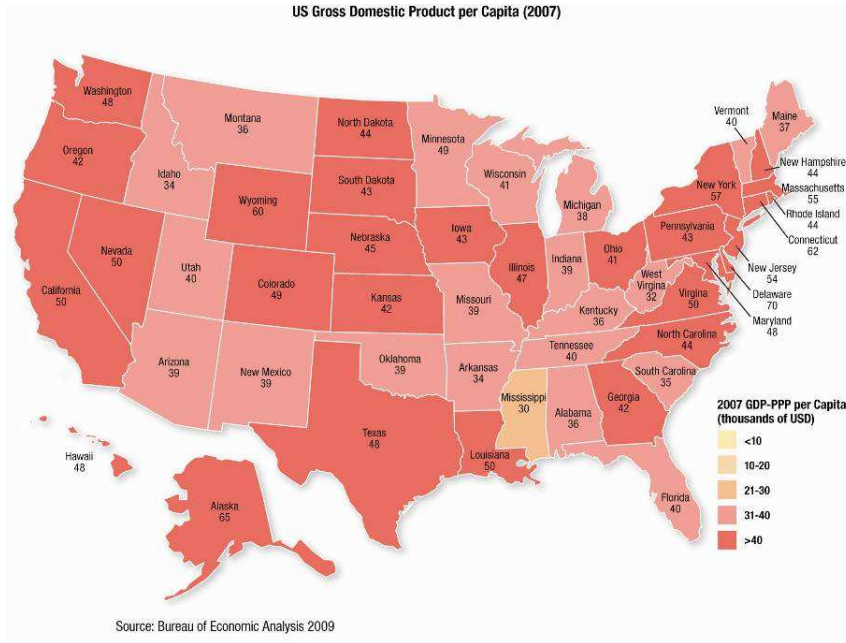 US Gross Domestic Product per Capita (2007)
Washington
48
Montana
36
North Dakota
44
Minnesota
49
Vermont
40
Maine
37
Oregon
42
Idaho
34
South Dakota
43
Wisconsin
41
Michigan
38
New York
57
New Hampshire
44
Massachusetts
55
Rhode Island
44
Connecticut
62
Wyoming
60
Nebraska
45
Iowa
43
Illinois
47
Indiana
39
Ohio
41
Pennsylvania
43
New Jersey
54
Delaware
70
Maryland
48
Nevada
50
California
50
Utah
40
Colorado
49
Kansas
42
Missouri
39
Kentucky
36
West
Virgina
32
Virginia
50
North Carolina
44
Arizona
39
New Mexico
39
Oklahoma
39
Arkansas
34
Tennessee
40
South Carolina
35
Mississippi
30
Alabama
36
Georgia
42
Texas
48
Louisiana
50
Florida
40
Hawaii
48
Alaska
65
2007 GDP-PPP per Capita
(thousands of USD)
<10
10-20
21-30
31-40
>40
Source: Bureau of Economic Analysis 2009